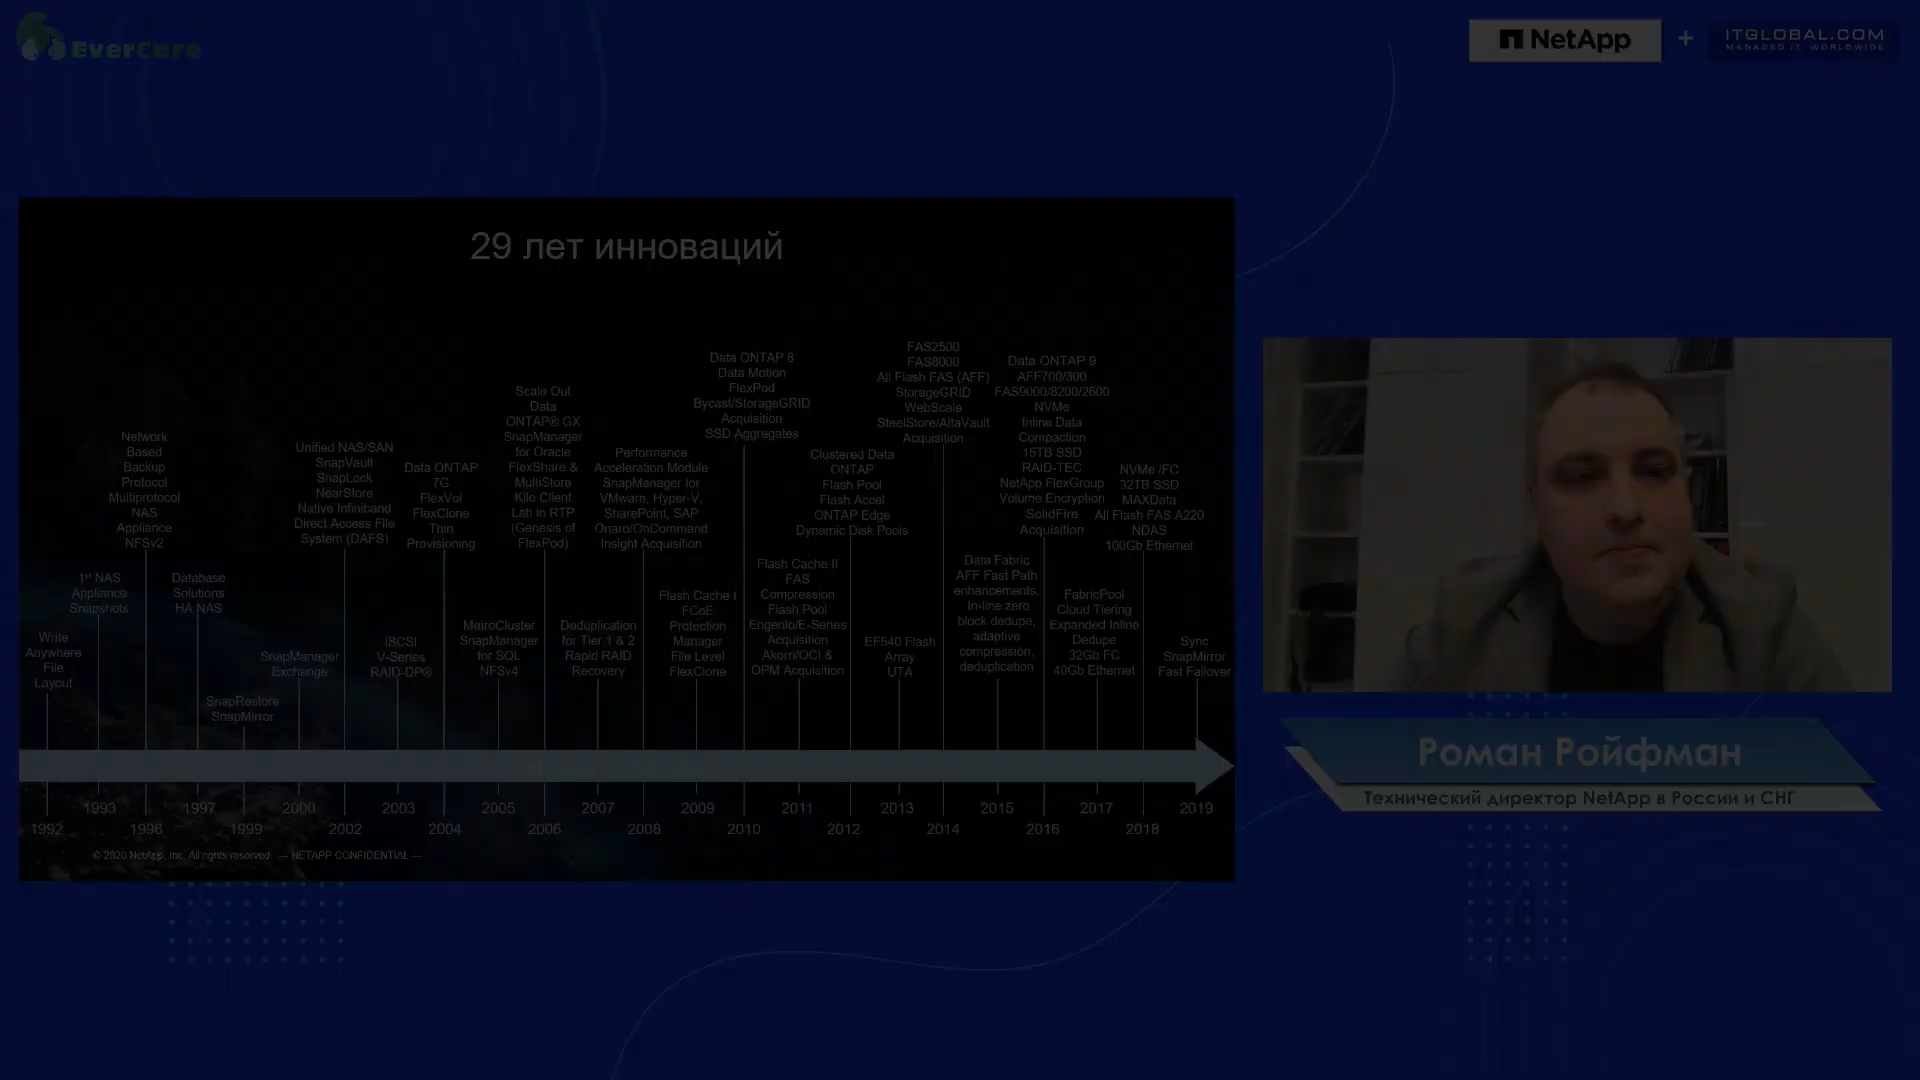 EverCare
NetApp
+
ITGLOBAL.COM
MANAGED IT. WORLDWIDE
29 лет инноваций
Write
Anywhere
File
Layout
1st NAS
Appliance
Snapshots
Network
Based
Backup
Protocol
Multiprotocol
NAS
Appliance
NFSv2
Database
Solutions
HA NAS
SnapRestore
SnapMirror
SnapManager
Exchange
Unified NAS/SAN
SnapVault
SnapLock
NearStore
Native Infiniband
Direct Access File
System (DAFS)
iSCSI
V-Series
RAID-DP®
Data ONTAP
7G
FlexVol
FlexClone
Thin
Provisioning
MetroCluster
SnapManager
for SQL
NFSv4
Scale Out
Data
ONTAP® GX
SnapManager
for Oracle
FlexShare &
MultiStore
Kilo Client
Lab in RTP
(Genesis of
FlexPod)
Deduplication
for Tier 1 & 2
Rapid RAID
Recovery
Performance
Acceleration Module
SnapManager for
VMware, Hyper-V,
SharePoint, SAP
Onaro/OnCommand
Insight Acquisition
Flash Cache I
FCoE
Protection
Manager
File Level
FlexClone
Data ONTAP 8
Data Motion
FlexPod
Bycast/StorageGRID
Acquisition
SSD Aggregates
Flash Cache II
FAS
Compression
Flash Pool
Engenio/E-Series
Acquisition
Akorri/OCI &
OPM Acquisition
Clustered Data
ONTAP
Flash Pool
Flash Accel
ONTAP Edge
Dynamic Disk Pools
EF540 Flash
Array
UTA
FAS2500
FAS8000
All Flash FAS (AFF)
StorageGRID
WebScale
SteelStore/AltaVault
Acquisition
Data Fabric
AFF Fast Path
enhancements,
In-line zero
block dedupe,
adaptive
compression,
deduplication
Data ONTAP 9
AFF700/300
FAS9000/8200/2600
NVMe
Inline Data
Compaction
15TB SSD
RAID-TEC
NetApp FlexGroup
Volume Encryption
SolidFire
Acquisition
FabricPool
Cloud Tiering
Expanded Inline
Dedupe
32Gb FC
40Gb Ethernet
NVMe /FC
32TB SSD
MAXData
All Flash FAS A220
NDAS
100Gb Ethernet
Sync
SnapMirror
Fast Failover
1993 1997 2000 2003 2005 2007 2009 2011 2013 2015 2017 2019
1992 1996 1999 2002 2004 2006 2008 2010 2012 2014 2016 2018
© 2020 NetApp, Inc. All rights reserved. — NETAPP CONFIDENTIAL —
Роман Ройфман
Технический директор NetApp в России и СНГ